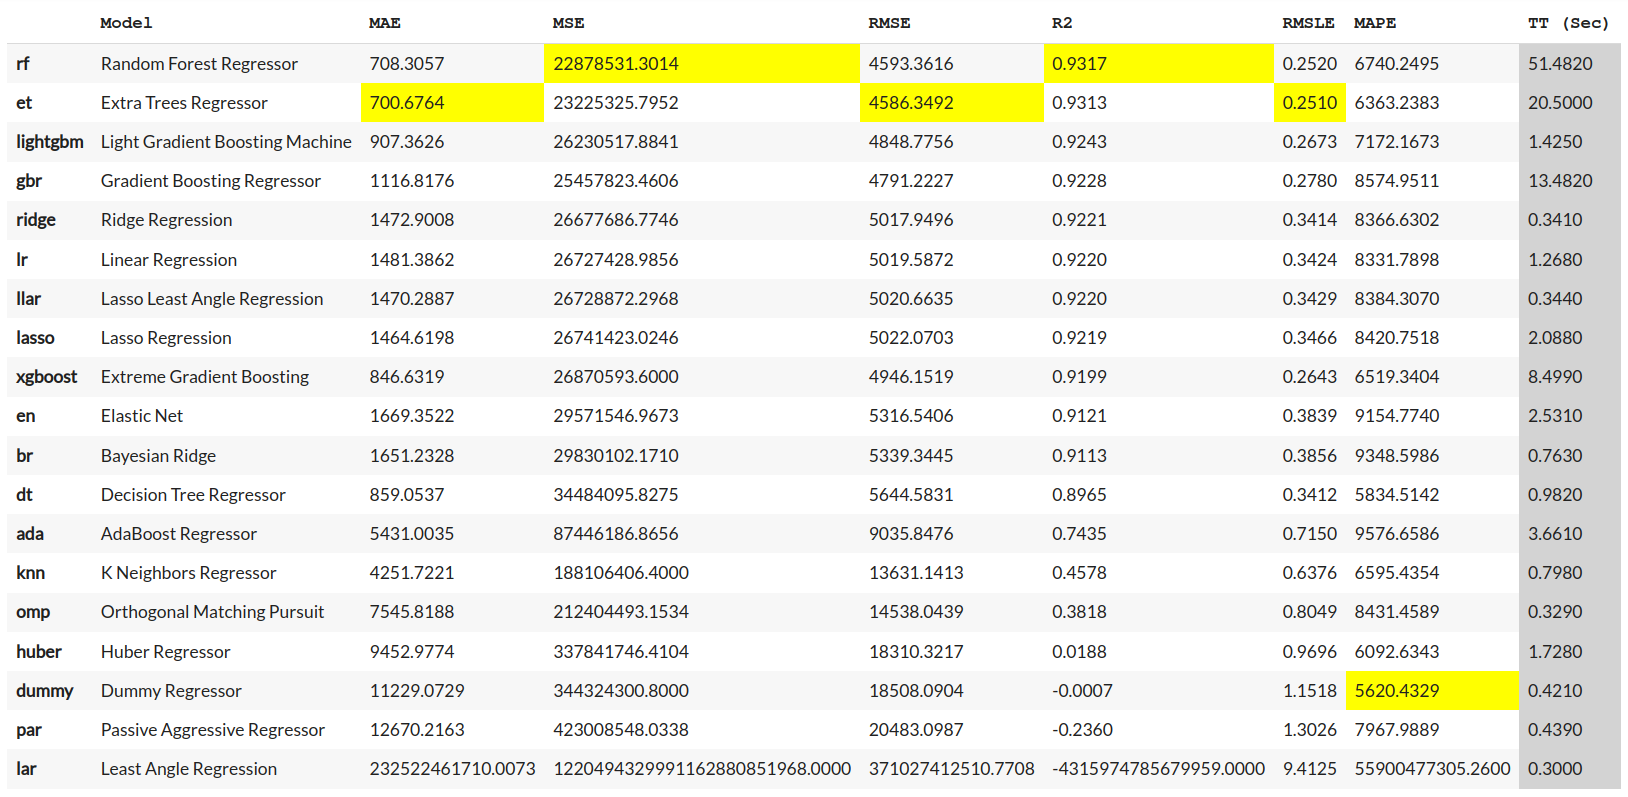 Model MAE MSE RMSE R2 RMSLE MAPE TT (Sec)
rf Random Forest Regressor 708.3057 22878531.3014 4593.3616 0.9317 0.2520 6740.2495 51.4820
et Extra Trees Regressor 700.6764 23225325.7952 4586.3492 0.9313 0.2510 6363.2383 20.5000
lightgbm Light Gradient Boosting Machine 907.3626 26230517.8841 4848.7756 0.9243 0.2673 7172.1673 1.4250
gbr Gradient Boosting Regressor 1116.8176 25457823.4606 4791.2227 0.9228 0.2780 8574.9511 13.4820
ridge Ridge Regression 1472.9008 26677686.7746 5017.9496 0.9221 0.3414 8366.6302 0.3410
lr Linear Regression 1481.3862 26727428.9856 5019.5872 0.9220 0.3424 8331.7898 1.2680
llar Lasso Least Angle Regression 1470.2887 26728872.2968 5020.6635 0.9220 0.3429 8384.3070 0.3440
lasso Lasso Regression 1464.6198 26741423.0246 5022.0703 0.9219 0.3466 8420.7518 2.0880
xgboost Extreme Gradient Boosting 846.6319 26870593.6000 4946.1519 0.9199 0.2643 6519.3404 8.4990
en Elastic Net 1669.3522 29571546.9673 5316.5406 0.9121 0.3839 9154.7740 2.5310
br Bayesian Ridge 1651.2328 29830102.1710 5339.3445 0.9113 0.3856 9348.5986 0.7630
dt Decision Tree Regressor 859.0537 34484095.8275 5644.5831 0.8965 0.3412 5834.5142 0.9820
ada AdaBoost Regressor 5431.0035 87446186.8656 9035.8476 0.7435 0.7150 9576.6586 3.6610
knn K Neighbors Regressor 4251.7221 188106406.4000 13631.1413 0.4578 0.6376 6595.4354 0.7980
omp Orthogonal Matching Pursuit 7545.8188 212404493.1534 14538.0439 0.3818 0.8049 8431.4589 0.3290
huber Huber Regressor 9452.9774 337841746.4104 18310.3217 0.0188 0.9696 6092.6343 1.7280
dummy Dummy Regressor 11229.0729 344324300.8000 18508.0904 -0.0007 1.1518 5620.4329 0.4210
par Passive Aggressive Regressor 12670.2163 423008548.0338 20483.0987 -0.2360 1.3026 7967.9889 0.4390
lar Least Angle Regression 232522461710.0073 1220494329991162880851968.0000 371027412510.7708 -4315974785679959.0000 9.4125 55900477305.2600 0.3000